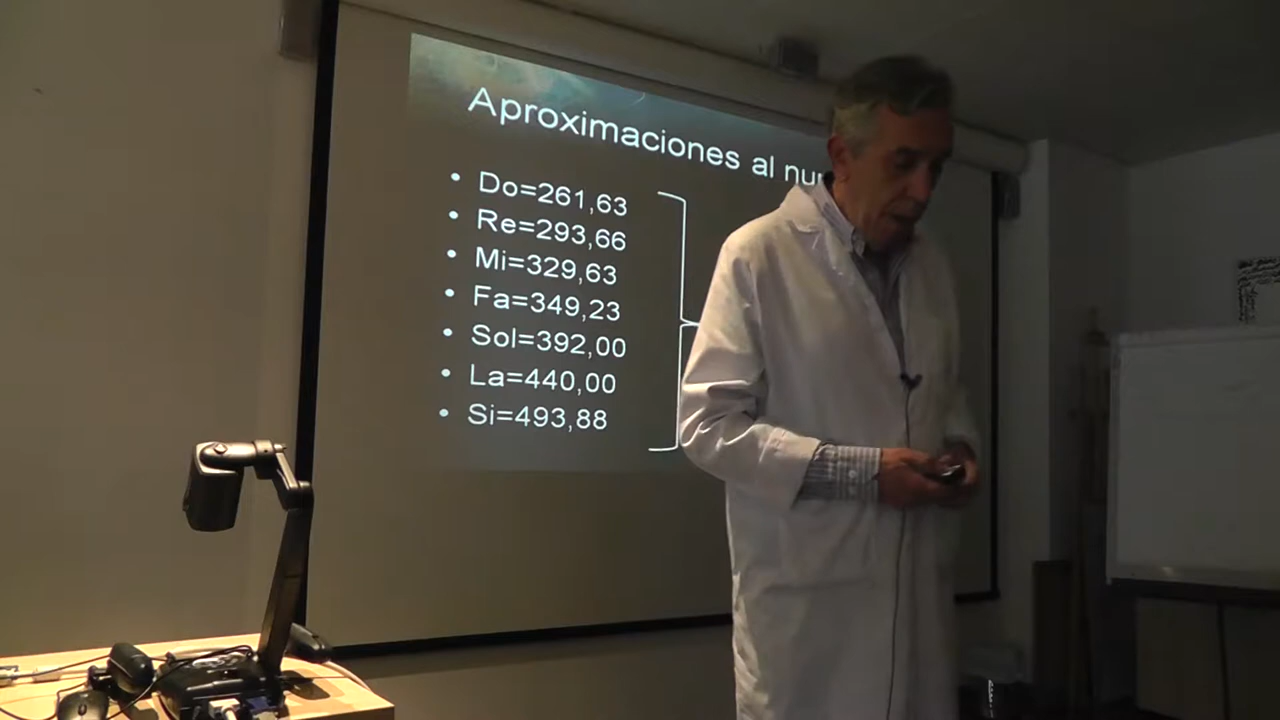 Aproximaciones al
• Do=261,63
• Re=293,66
• Mi=329,63
• Fa=349,23
• Sol=392,00
• La=440,00
• Si=493,88